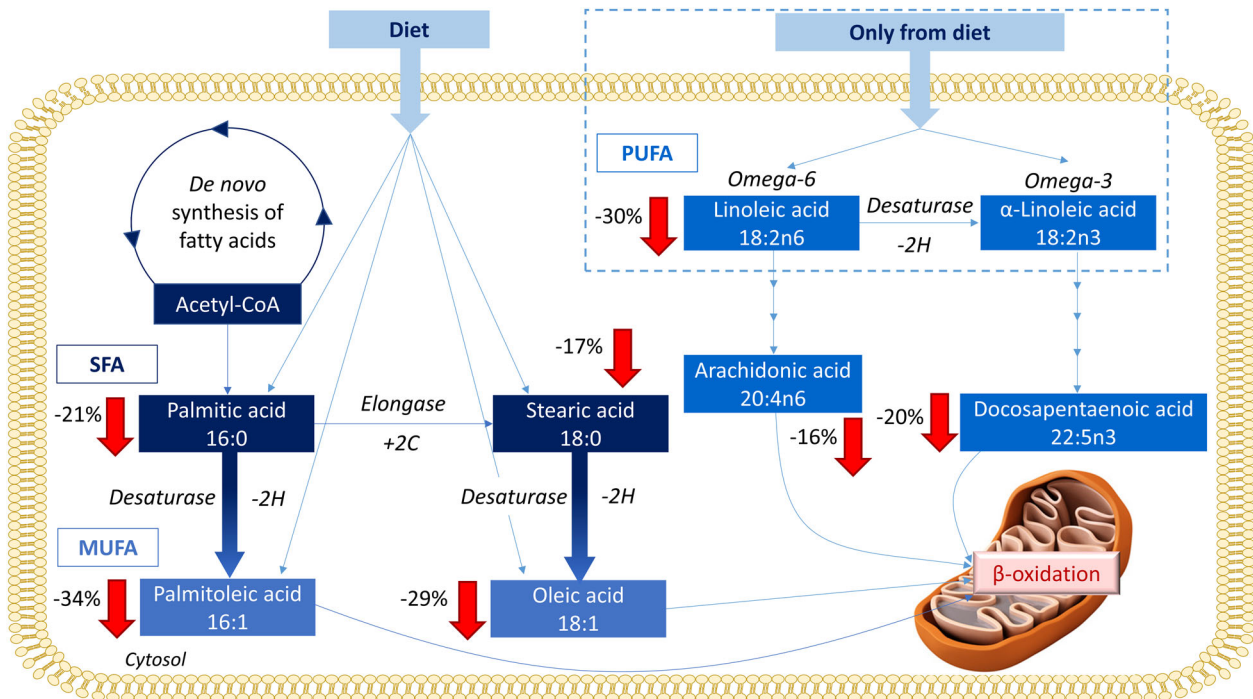 Diet
Only from diet
PUFA
De novo
synthesis of
fatty acids
Acetyl-CoA
Omega-6
Omega-3
-30%
Linoleic acid
18:2n6
Desaturase
-2H
α-Linoleic acid
18:2n3
SFA
-17%
-21%
Palmitic acid
16:0
Elongase
+2C
Stearic acid
18:0
Arachidonic acid
20:4n6
-16%
-20%
Docosapentaenoic acid
22:5n3
Desaturase
-2H
Desaturase
-2H
MUFA
-34%
Palmitoleic acid
16:1
-29%
Oleic acid
18:1
β-oxidation
Cytosol